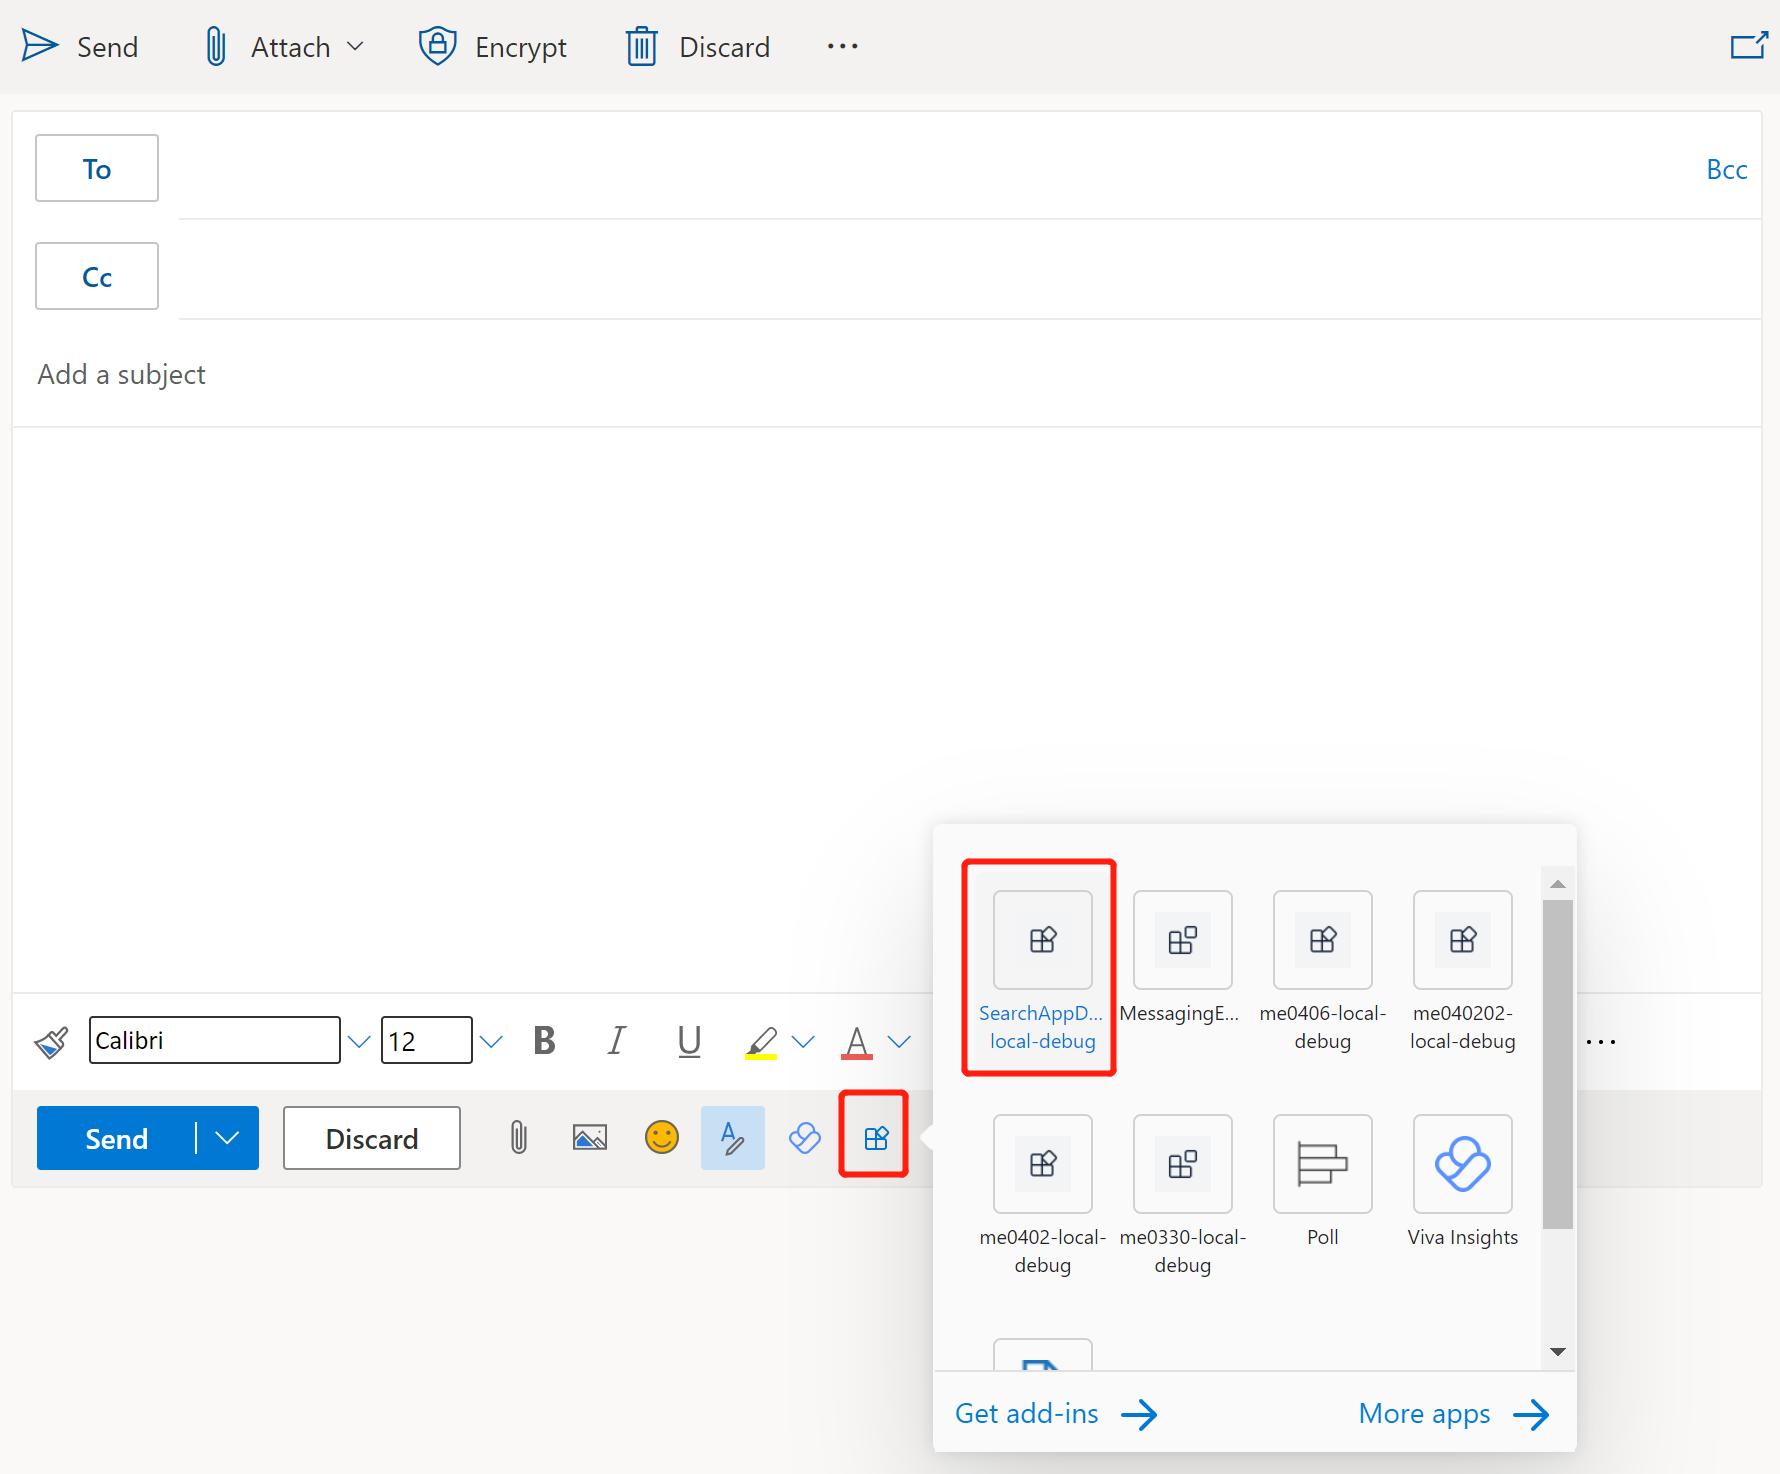 Send Attach Encrypt Discard ...
To Bcc
Cc
Add a subject
Calibri 12 B I U A ...
Send Discard
SearchAppD... MessagingE... me0406-local- me040202-
local-debug debug local-debug
me0402-local- me0330-local- Poll Viva Insights
debug debug
Get add-ins More apps